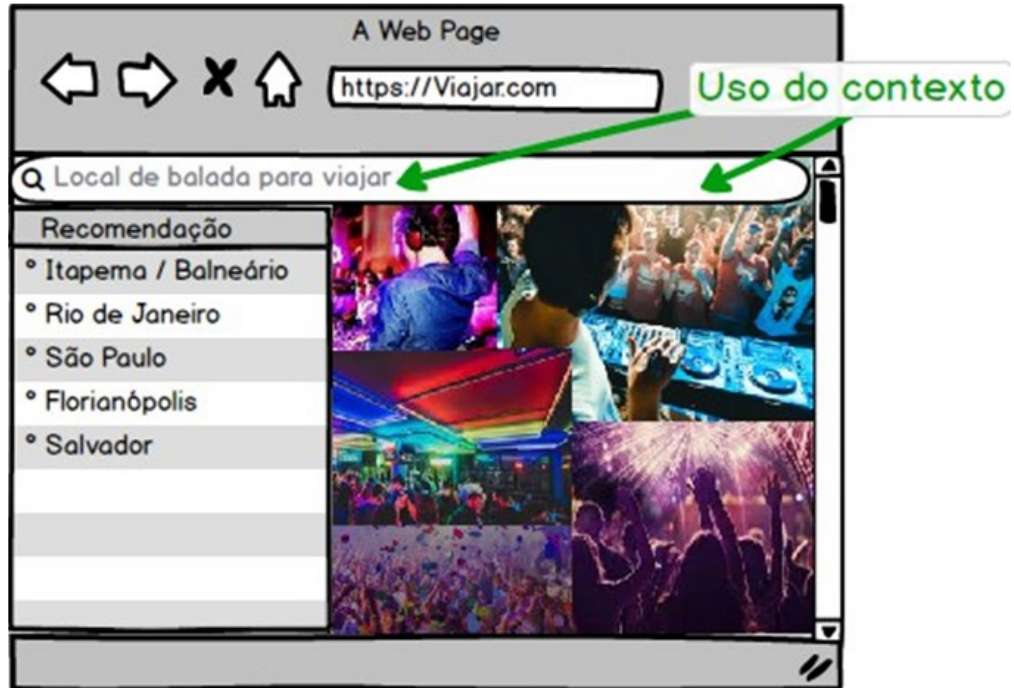 A Web Page
https://Viajar.com
Uso do contexto
Local de balada para viajar
Recomendação
° Itapema / Balneário
° Rio de Janeiro
° São Paulo
° Florianópolis
° Salvador